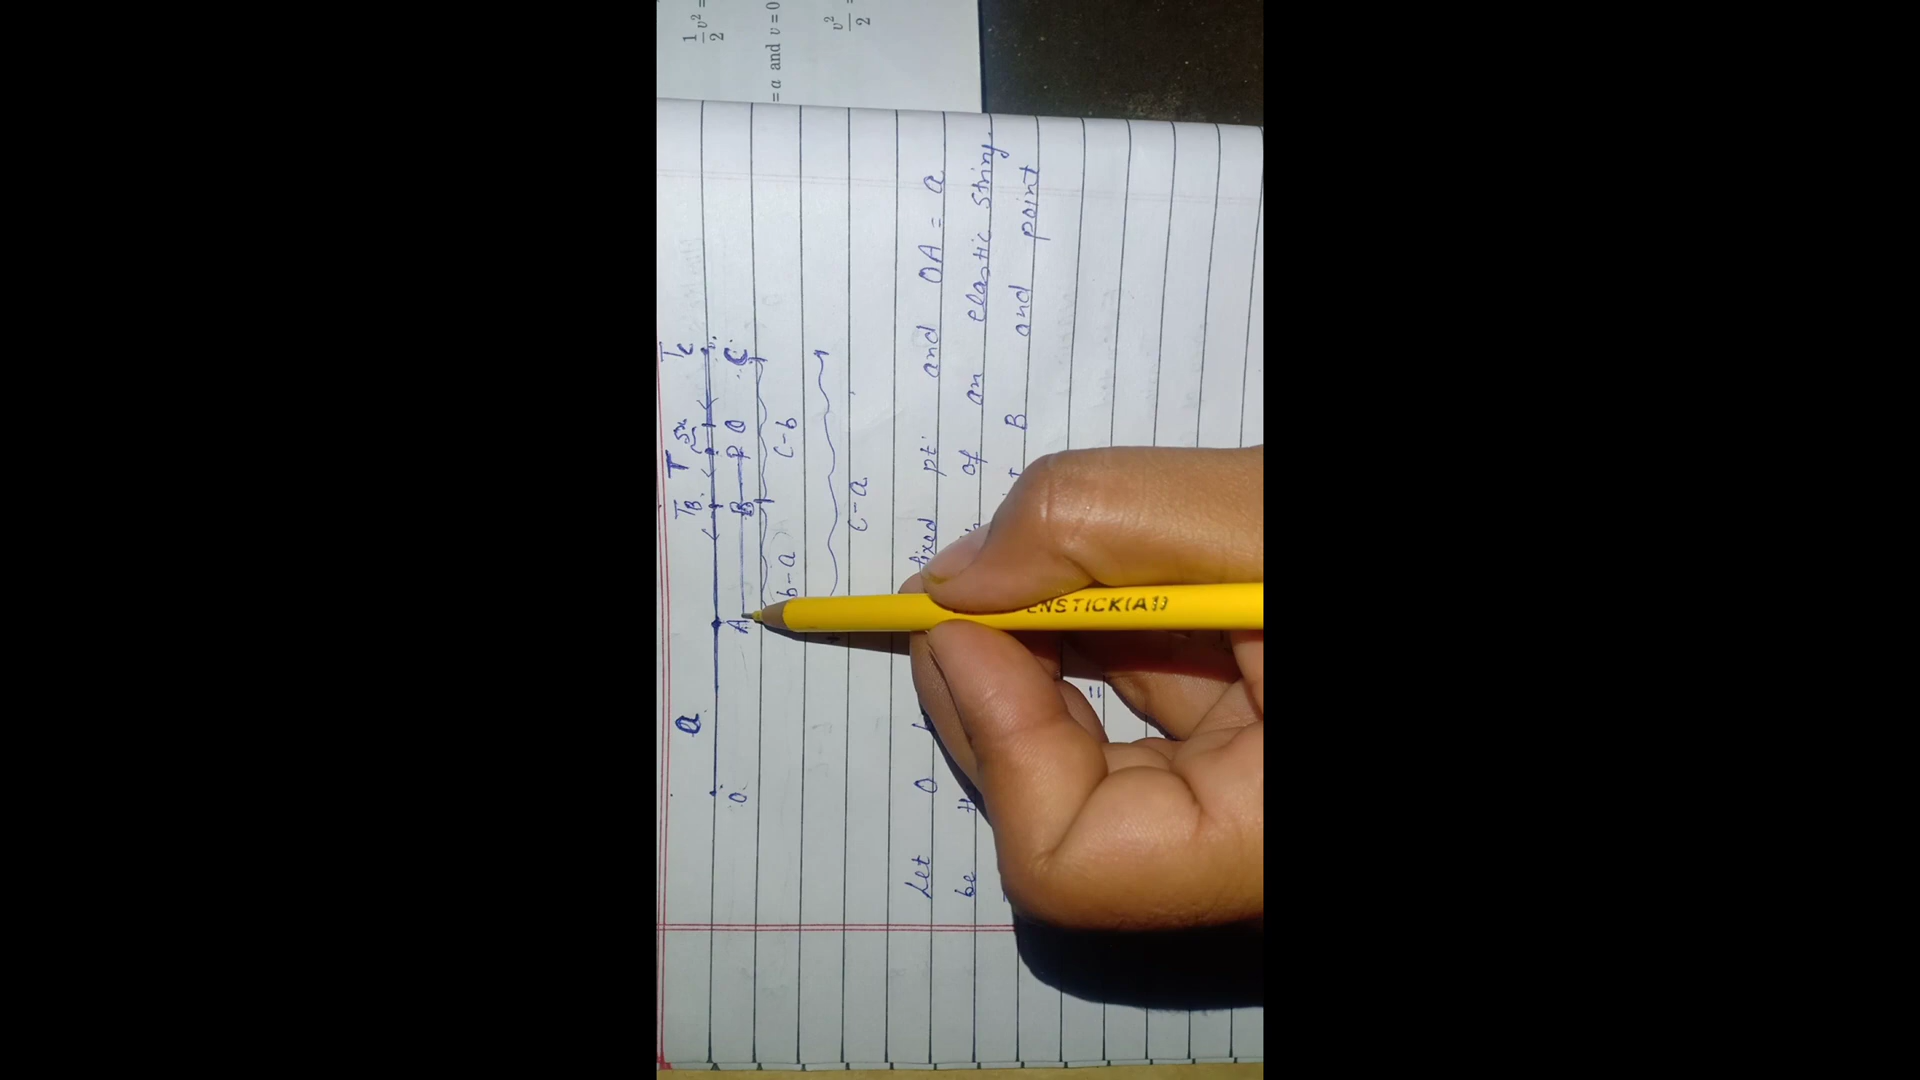 1/2 v² =
= a and v = 0
v²/2 =
a T_B T δx T_C
O A B P Q C
b-a c-b
c-a
Let O fixed pt. and OA = a
be of an elastic string.
B and point
=
ENSTICK(A